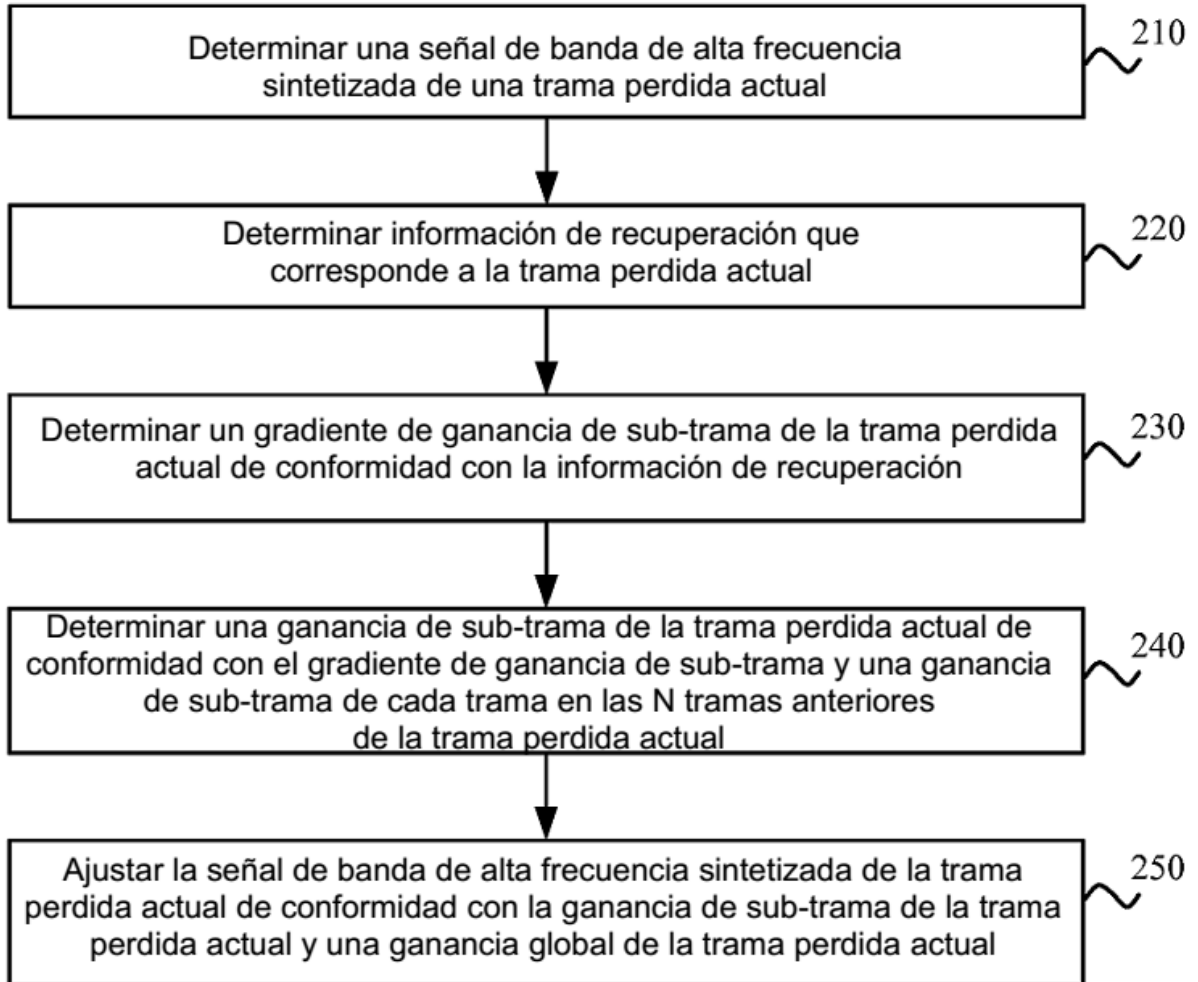 Determinar una señal de banda de alta frecuencia
sintetizada de una trama perdida actual
210
Determinar información de recuperación que
corresponde a la trama perdida actual
220
Determinar un gradiente de ganancia de sub-trama de la trama perdida
actual de conformidad con la información de recuperación
230
Determinar una ganancia de sub-trama de la trama perdida actual de
conformidad con el gradiente de ganancia de sub-trama y una ganancia
de sub-trama de cada trama en las N tramas anteriores
de la trama perdida actual
240
Ajustar la señal de banda de alta frecuencia sintetizada de la trama
perdida actual de conformidad con la ganancia de sub-trama de la trama
perdida actual y una ganancia global de la trama perdida actual
250